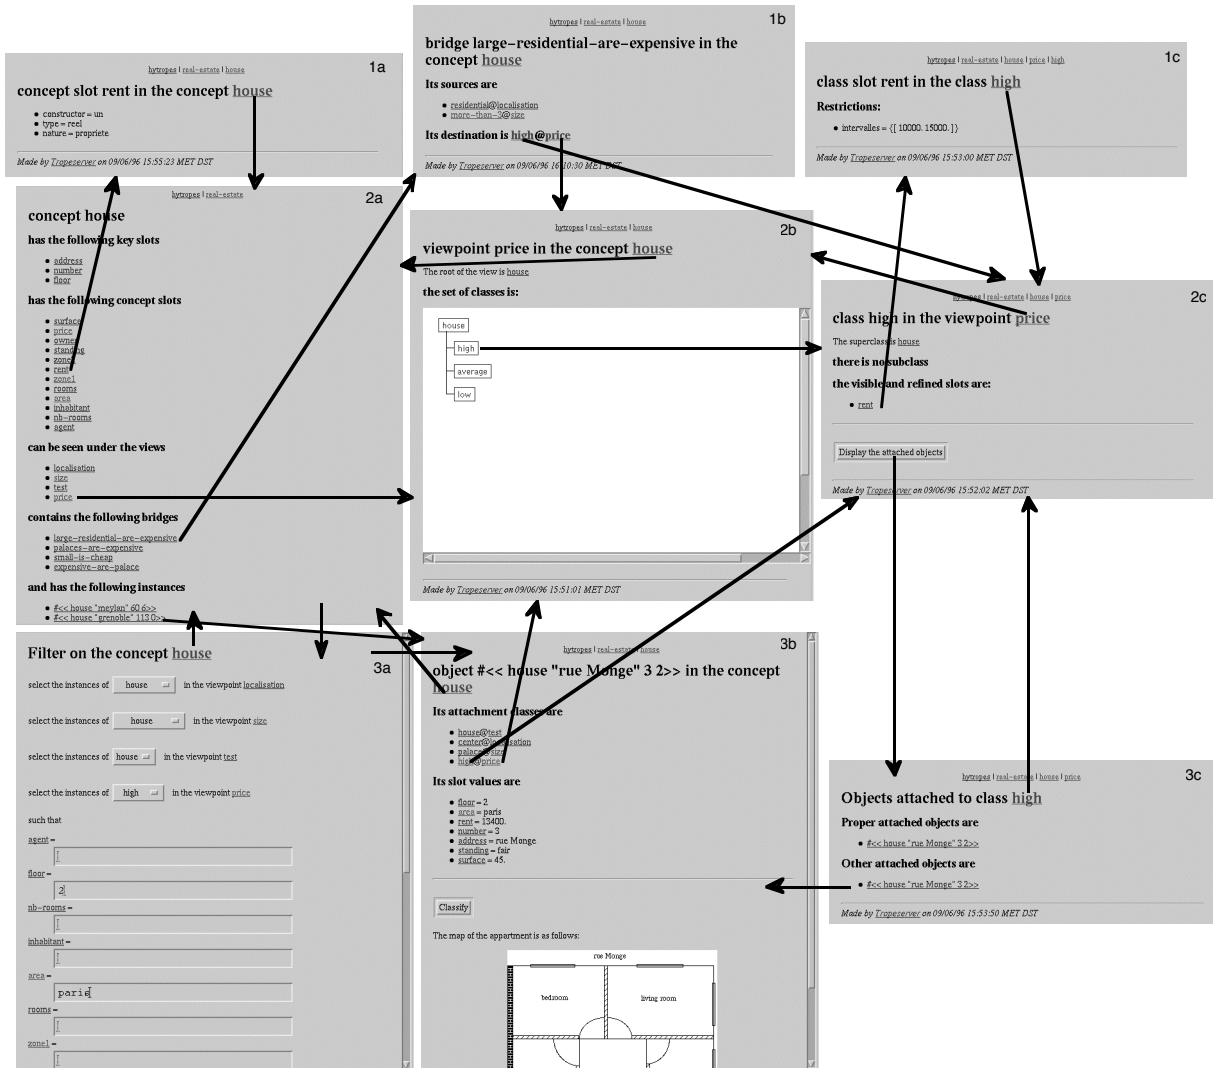 1a
hytropes | real-estate | house
concept slot rent in the concept house
constructor = un
type = reel
nature = propriete
Made by Tropeserver on 09/06/96 15:55:23 MET DST
1b
hytropes | real-estate | house
bridge large-residential-are-expensive in the
concept house
Its sources are
residential@localisation
more-than-3@size
Its destination is high@price
Made by Tropeserver on 09/06/96 16:10:30 MET DST
1c
hytropes | real-estate | house | price | high
class slot rent in the class high
Restrictions:
intervalles = {[ 10000. 15000. ]}
Made by Tropeserver on 09/06/96 15:53:00 MET DST
hytropes | real-estate
2a
concept house
has the following key slots
address
number
floor
has the following concept slots
surface
price
owner
standing
zone
rent
zone1
rooms
area
inhabitant
nb-rooms
agent
can be seen under the views
localisation
size
test
price
contains the following bridges
large-residential-are-expensive
palaces-are-expensive
small-is-cheap
expensive-are-palace
and has the following instances
#<< house "meylan" 60 6>>
#<< house "grenoble" 113 0>>
hytropes | real-estate | house
2b
viewpoint price in the concept house
The root of the view is house
the set of classes is:
house
high
average
low
Made by Tropeserver on 09/06/96 15:51:01 MET DST
hytropes | real-estate | house | price
2c
class high in the viewpoint price
The superclass is house
there is no subclass
the visible and refined slots are:
rent
Display the attached objects
Made by Tropeserver on 09/06/96 15:52:02 MET DST
Filter on the concept house
3a
select the instances of house in the viewpoint localisation
select the instances of house in the viewpoint size
select the instances of house in the viewpoint test
select the instances of high in the viewpoint price
such that
agent =
floor =
2
nb-rooms =
inhabitant =
area =
paris
rooms =
zone1 =
hytropes | real-estate | house
3b
object #<< house "rue Monge" 3 2>> in the concept
house
Its attachment classes are
house@test
center@localisation
palace@size
high@price
Its slot values are
floor = 2
area = paris
rent = 13400.
number = 3
address = rue Monge
standing = fair
surface = 45.
Classify
The map of the appartment is as follows:
rue Monge
bedroom
living room
hytropes | real-estate | house | price
3c
Objects attached to class high
Proper attached objects are
#<< house "rue Monge" 3 2>>
Other attached objects are
#<< house "rue Monge" 3 2>>
Made by Tropeserver on 09/06/96 15:53:50 MET DST